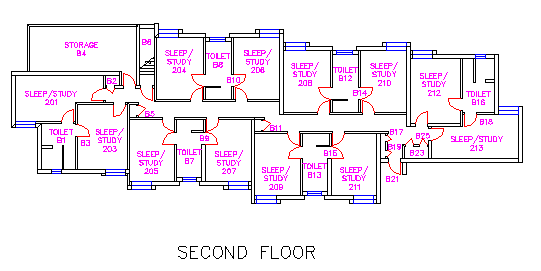 STORAGE
B4
B6
SLEEP/
STUDY
204
TOILET
B8
SLEEP/
STUDY
206
B10
SLEEP/
STUDY
208
TOILET
B12
SLEEP/
STUDY
210
B14
SLEEP/
STUDY
212
TOILET
B16
B18
B2
SLEEP/STUDY
201
B5
TOILET
B1
B3
SLEEP/
STUDY
203
SLEEP/
STUDY
205
TOILET
B7
B9
SLEEP/
STUDY
207
B11
SLEEP/
STUDY
209
TOILET
B13
B15
SLEEP/
STUDY
211
B17
B19
B21
B23
SLEEP/STUDY
213
SECOND FLOOR